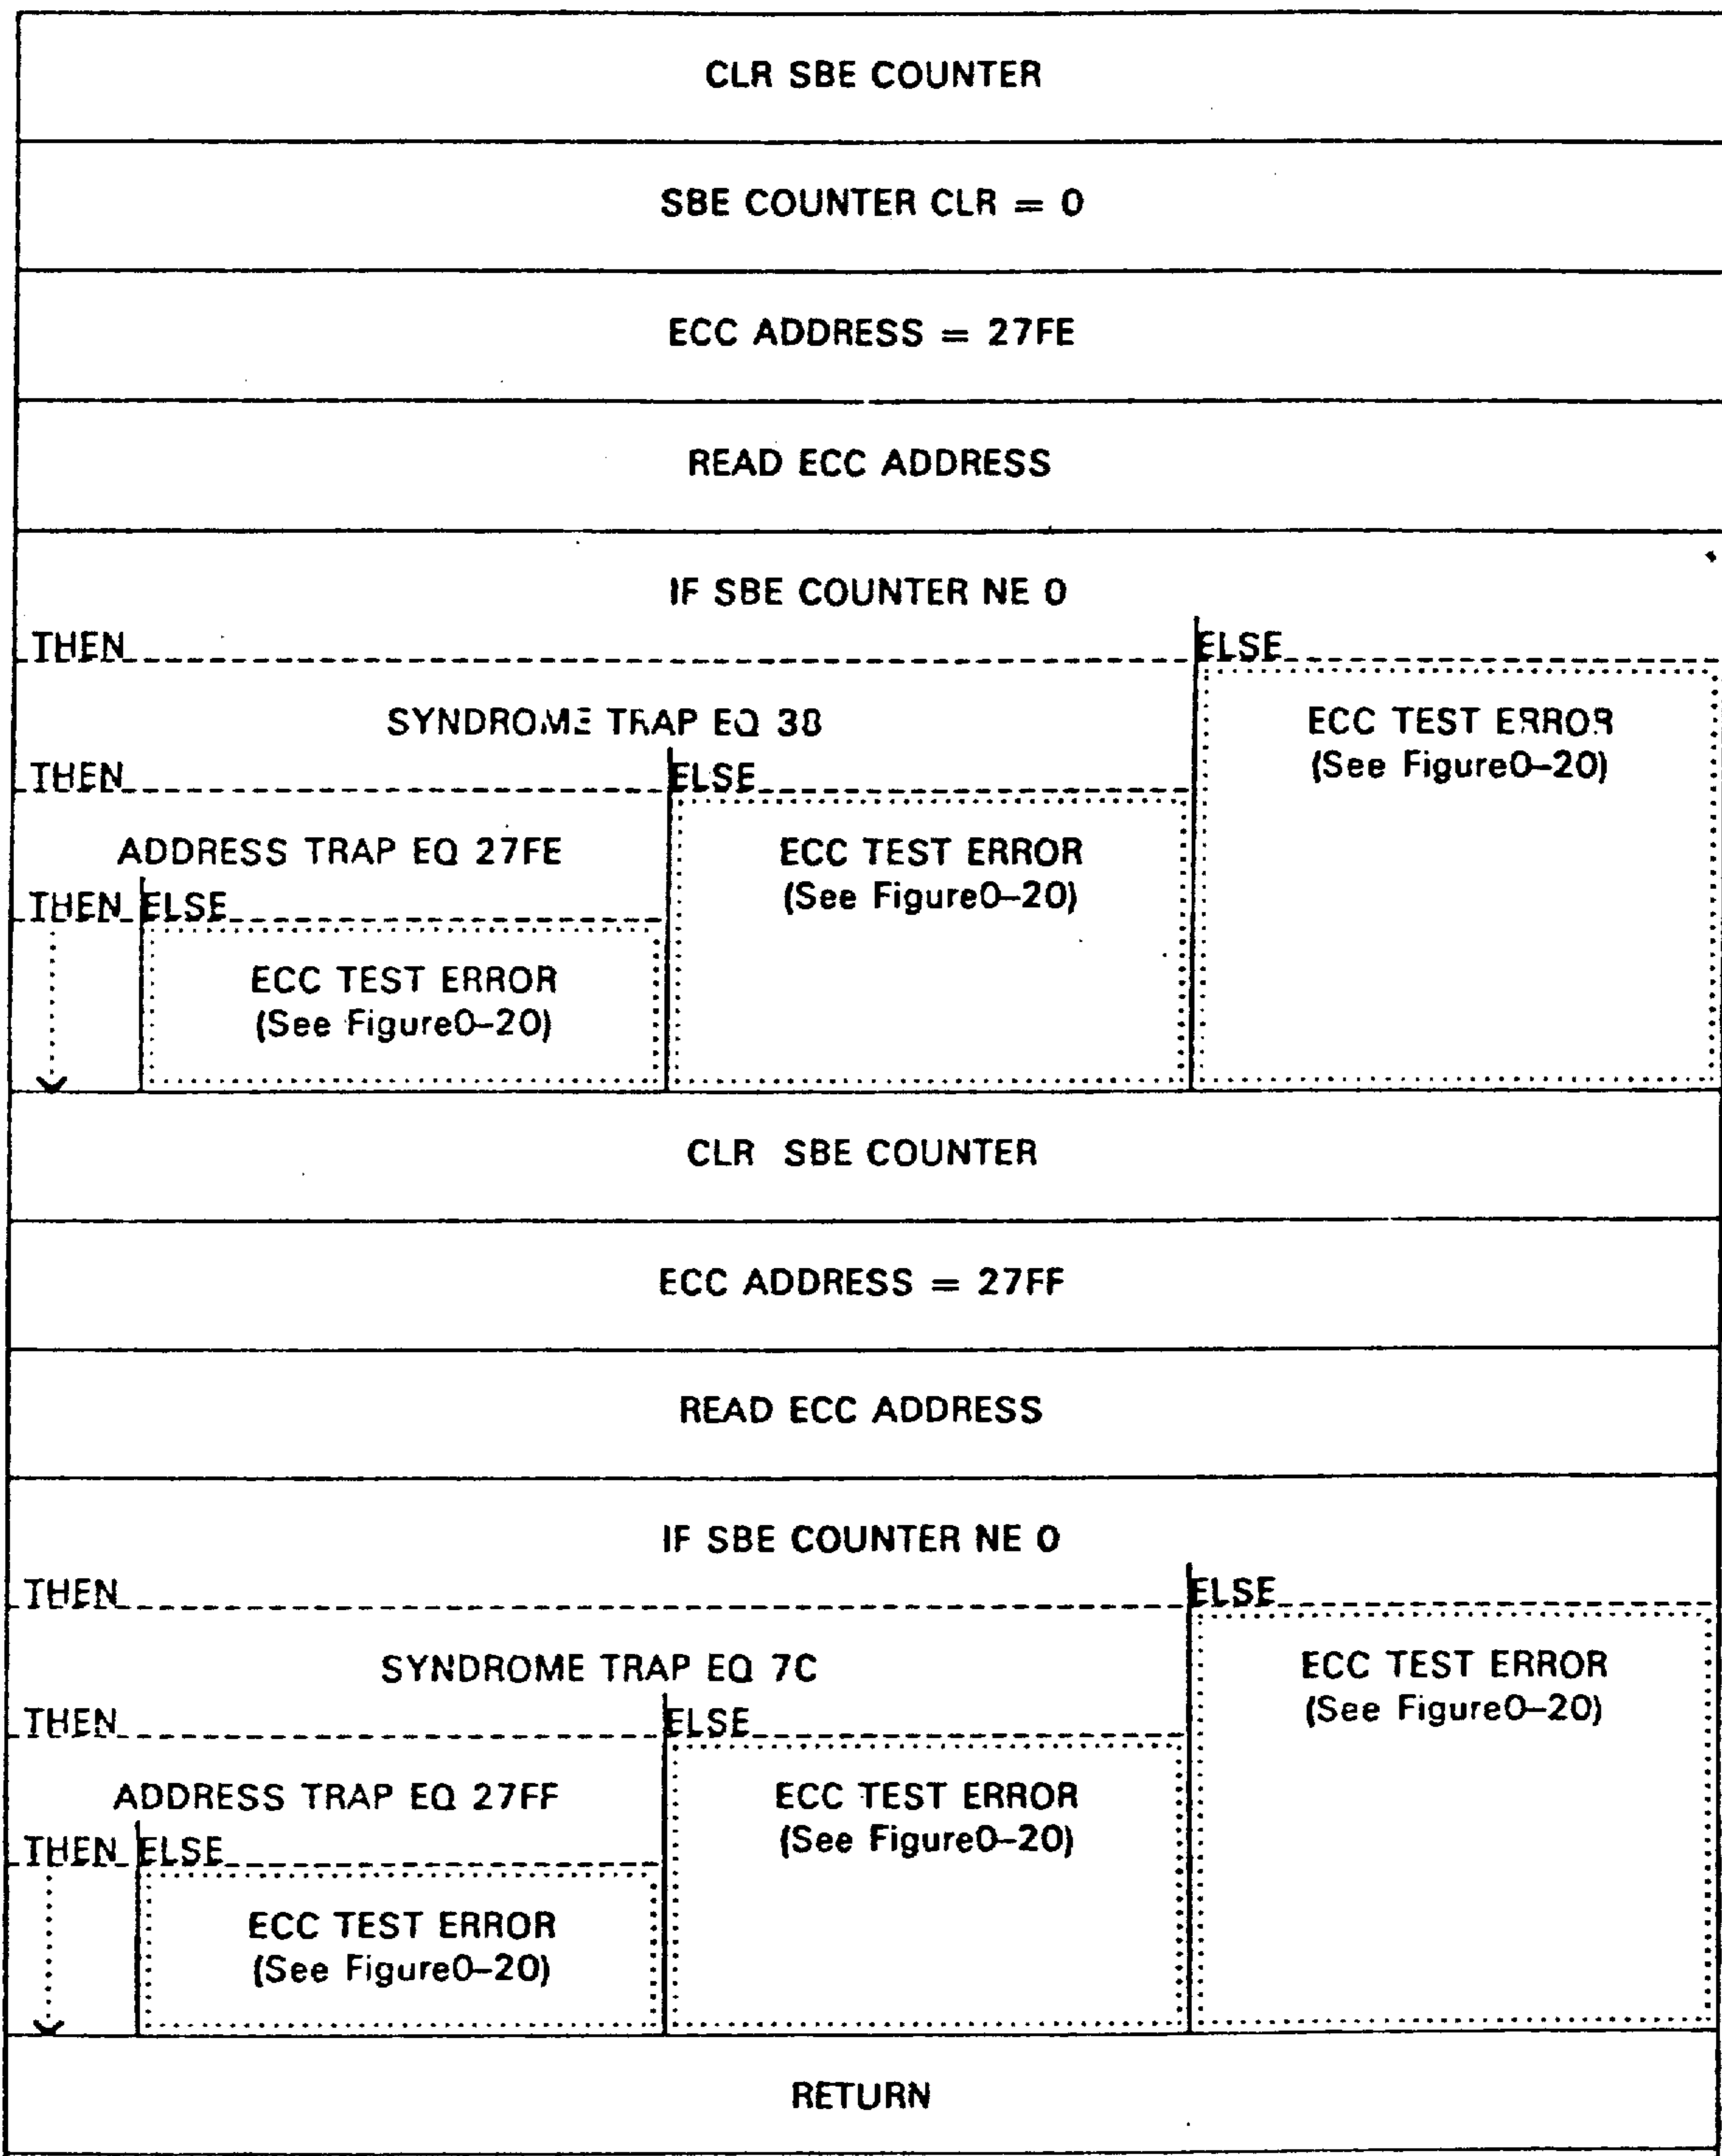 CLR SBE COUNTER
SBE COUNTER CLR = 0
ECC ADDRESS = 27FE
READ ECC ADDRESS
IF SBE COUNTER NE 0
THEN ELSE
SYNDROME TRAP EQ 38
ECC TEST ERROR
(See Figure0–20)
THEN ELSE
ADDRESS TRAP EQ 27FE
ECC TEST ERROR
(See Figure0–20)
THEN ELSE
ECC TEST ERROR
(See Figure0–20)
CLR SBE COUNTER
ECC ADDRESS = 27FF
READ ECC ADDRESS
IF SBE COUNTER NE 0
THEN ELSE
SYNDROME TRAP EQ 7C
ECC TEST ERROR
(See Figure0–20)
THEN ELSE
ADDRESS TRAP EQ 27FF
ECC TEST ERROR
(See Figure0–20)
THEN ELSE
ECC TEST ERROR
(See Figure0–20)
RETURN